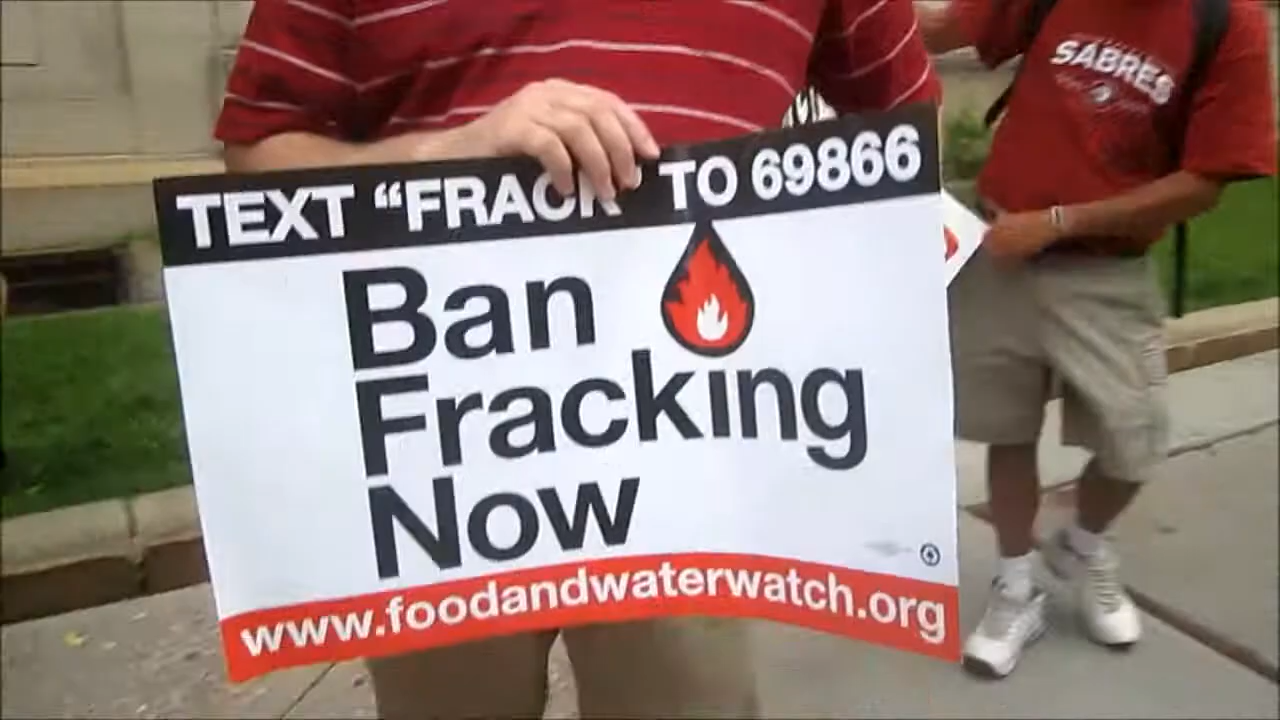 TEXT “FRACK” TO 69866
Ban
Fracking
Now
www.foodandwaterwatch.org
SABRES